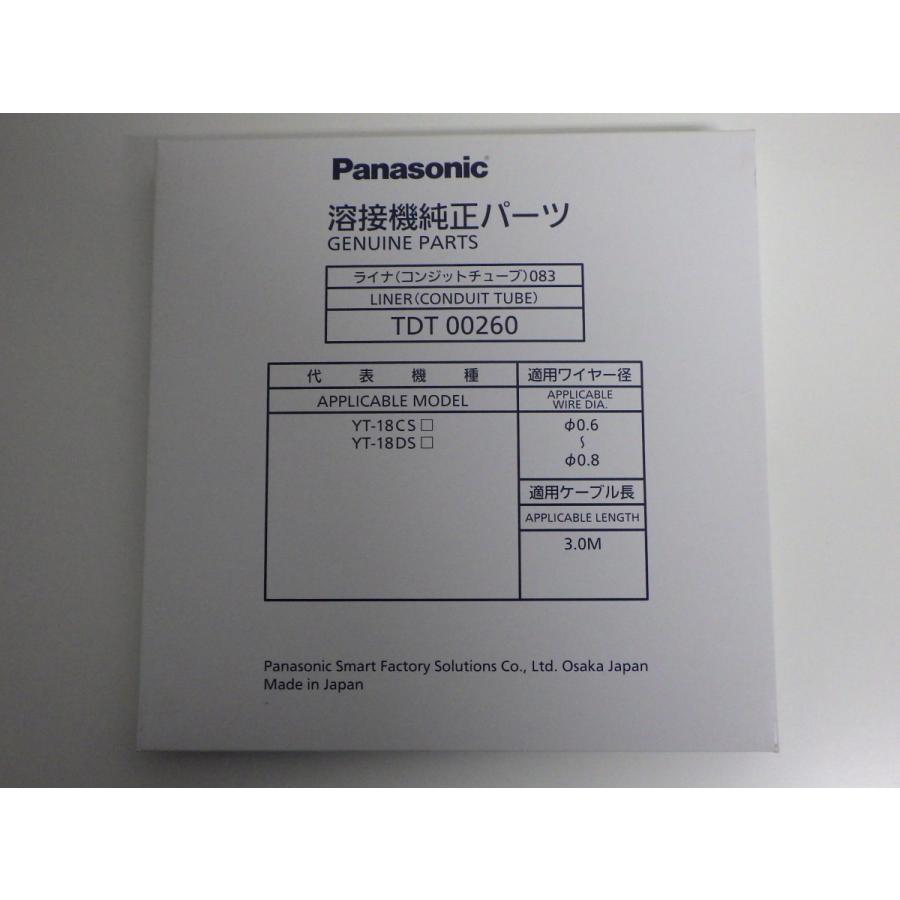 Panasonic
溶接機純正パーツ
GENUINE PARTS
ライナ(コンジットチューブ)083
LINER(CONDUIT TUBE)
TDT 00260
代表機種
適用ワイヤー径
APPLICABLE MODEL
APPLICABLE
WIRE DIA.
YT-18CS□
YT-18DS□
φ0.6
～
φ0.8
適用ケーブル長
APPLICABLE LENGTH
3.0M
Panasonic Smart Factory Solutions Co., Ltd. Osaka Japan
Made in Japan